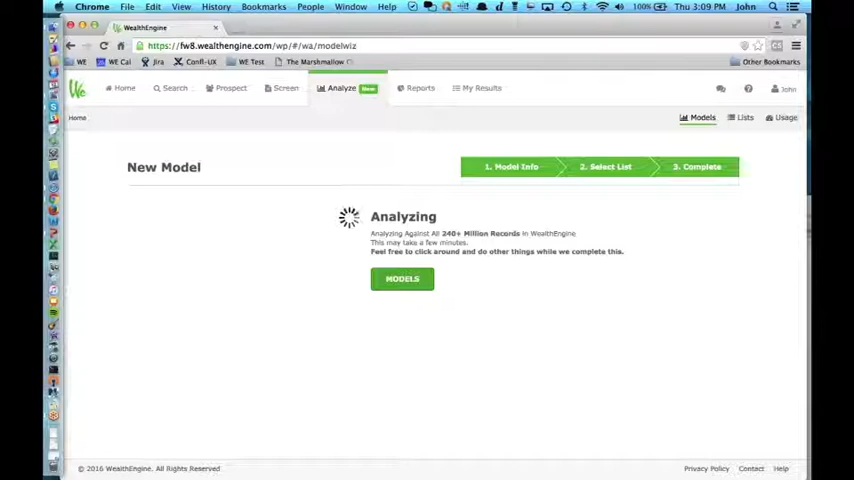 Chrome File Edit View History Bookmarks People Window Help 100% Thu 3:09 PM John
WealthEngine
https://fw8.wealthengine.com/wp/#/wa/modelwiz
WE WE Cal Jira Confl-UX WE Test The Marshmallow Other Bookmarks
We Home Search Prospect Screen Analyze New Reports My Results John
Home Models Lists Usage
New Model 1. Model Info 2. Select List 3. Complete
Analyzing
Analyzing Against All 240+ Million Records in WealthEngine
This may take a few minutes.
Feel free to click around and do other things while we complete this.
MODELS
© 2016 WealthEngine. All Rights Reserved Privacy Policy Contact Help